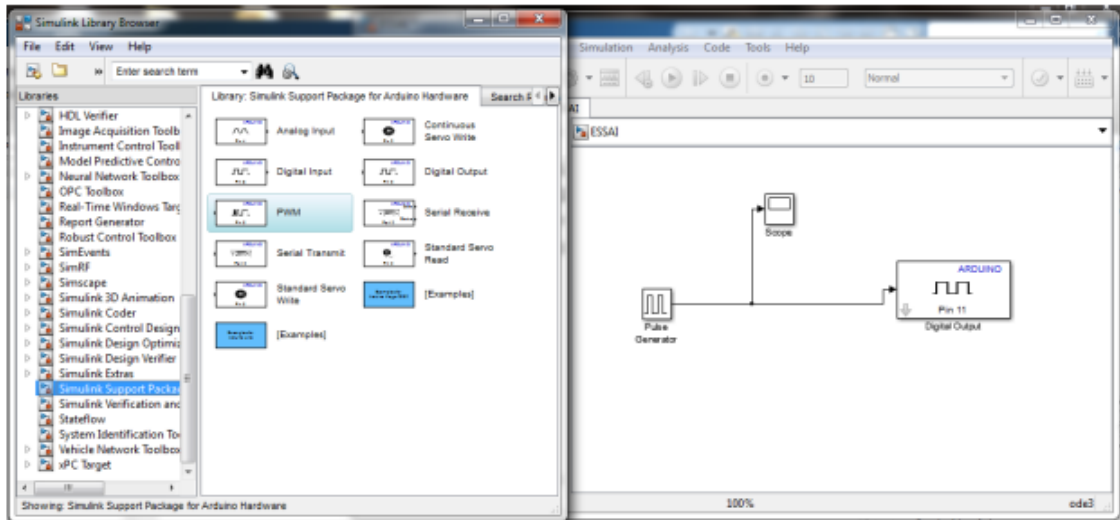 Simulink Library Browser
File Edit View Help
Enter search term
Libraries
Library: Simulink Support Package for Arduino Hardware
Search
HDL Verifier
Image Acquisition Toolb
Instrument Control Tool
Model Predictive Contro
Neural Network Toolbox
OPC Toolbox
Real-Time Windows Targ
Report Generator
Robust Control Toolbox
SimEvents
SimRF
Simscape
Simulink 3D Animation
Simulink Coder
Simulink Control Design
Simulink Design Optimiz
Simulink Design Verifier
Simulink Extras
Simulink Support Packag
Simulink Verification and
Stateflow
System Identification To
Vehicle Network Toolbox
xPC Target
Analog Input
Continuous
Servo Write
Digital Input
Digital Output
PWM
Serial Receive
Serial Transmit
Standard Servo
Read
Standard Servo
Write
[Examples]
[Examples]
Showing: Simulink Support Package for Arduino Hardware
Simulation Analysis Code Tools Help
10
Normal
AI
ESSAI
Scope
Pulse
Generator
ARDUINO
Pin 11
Digital Output
100%
ode3